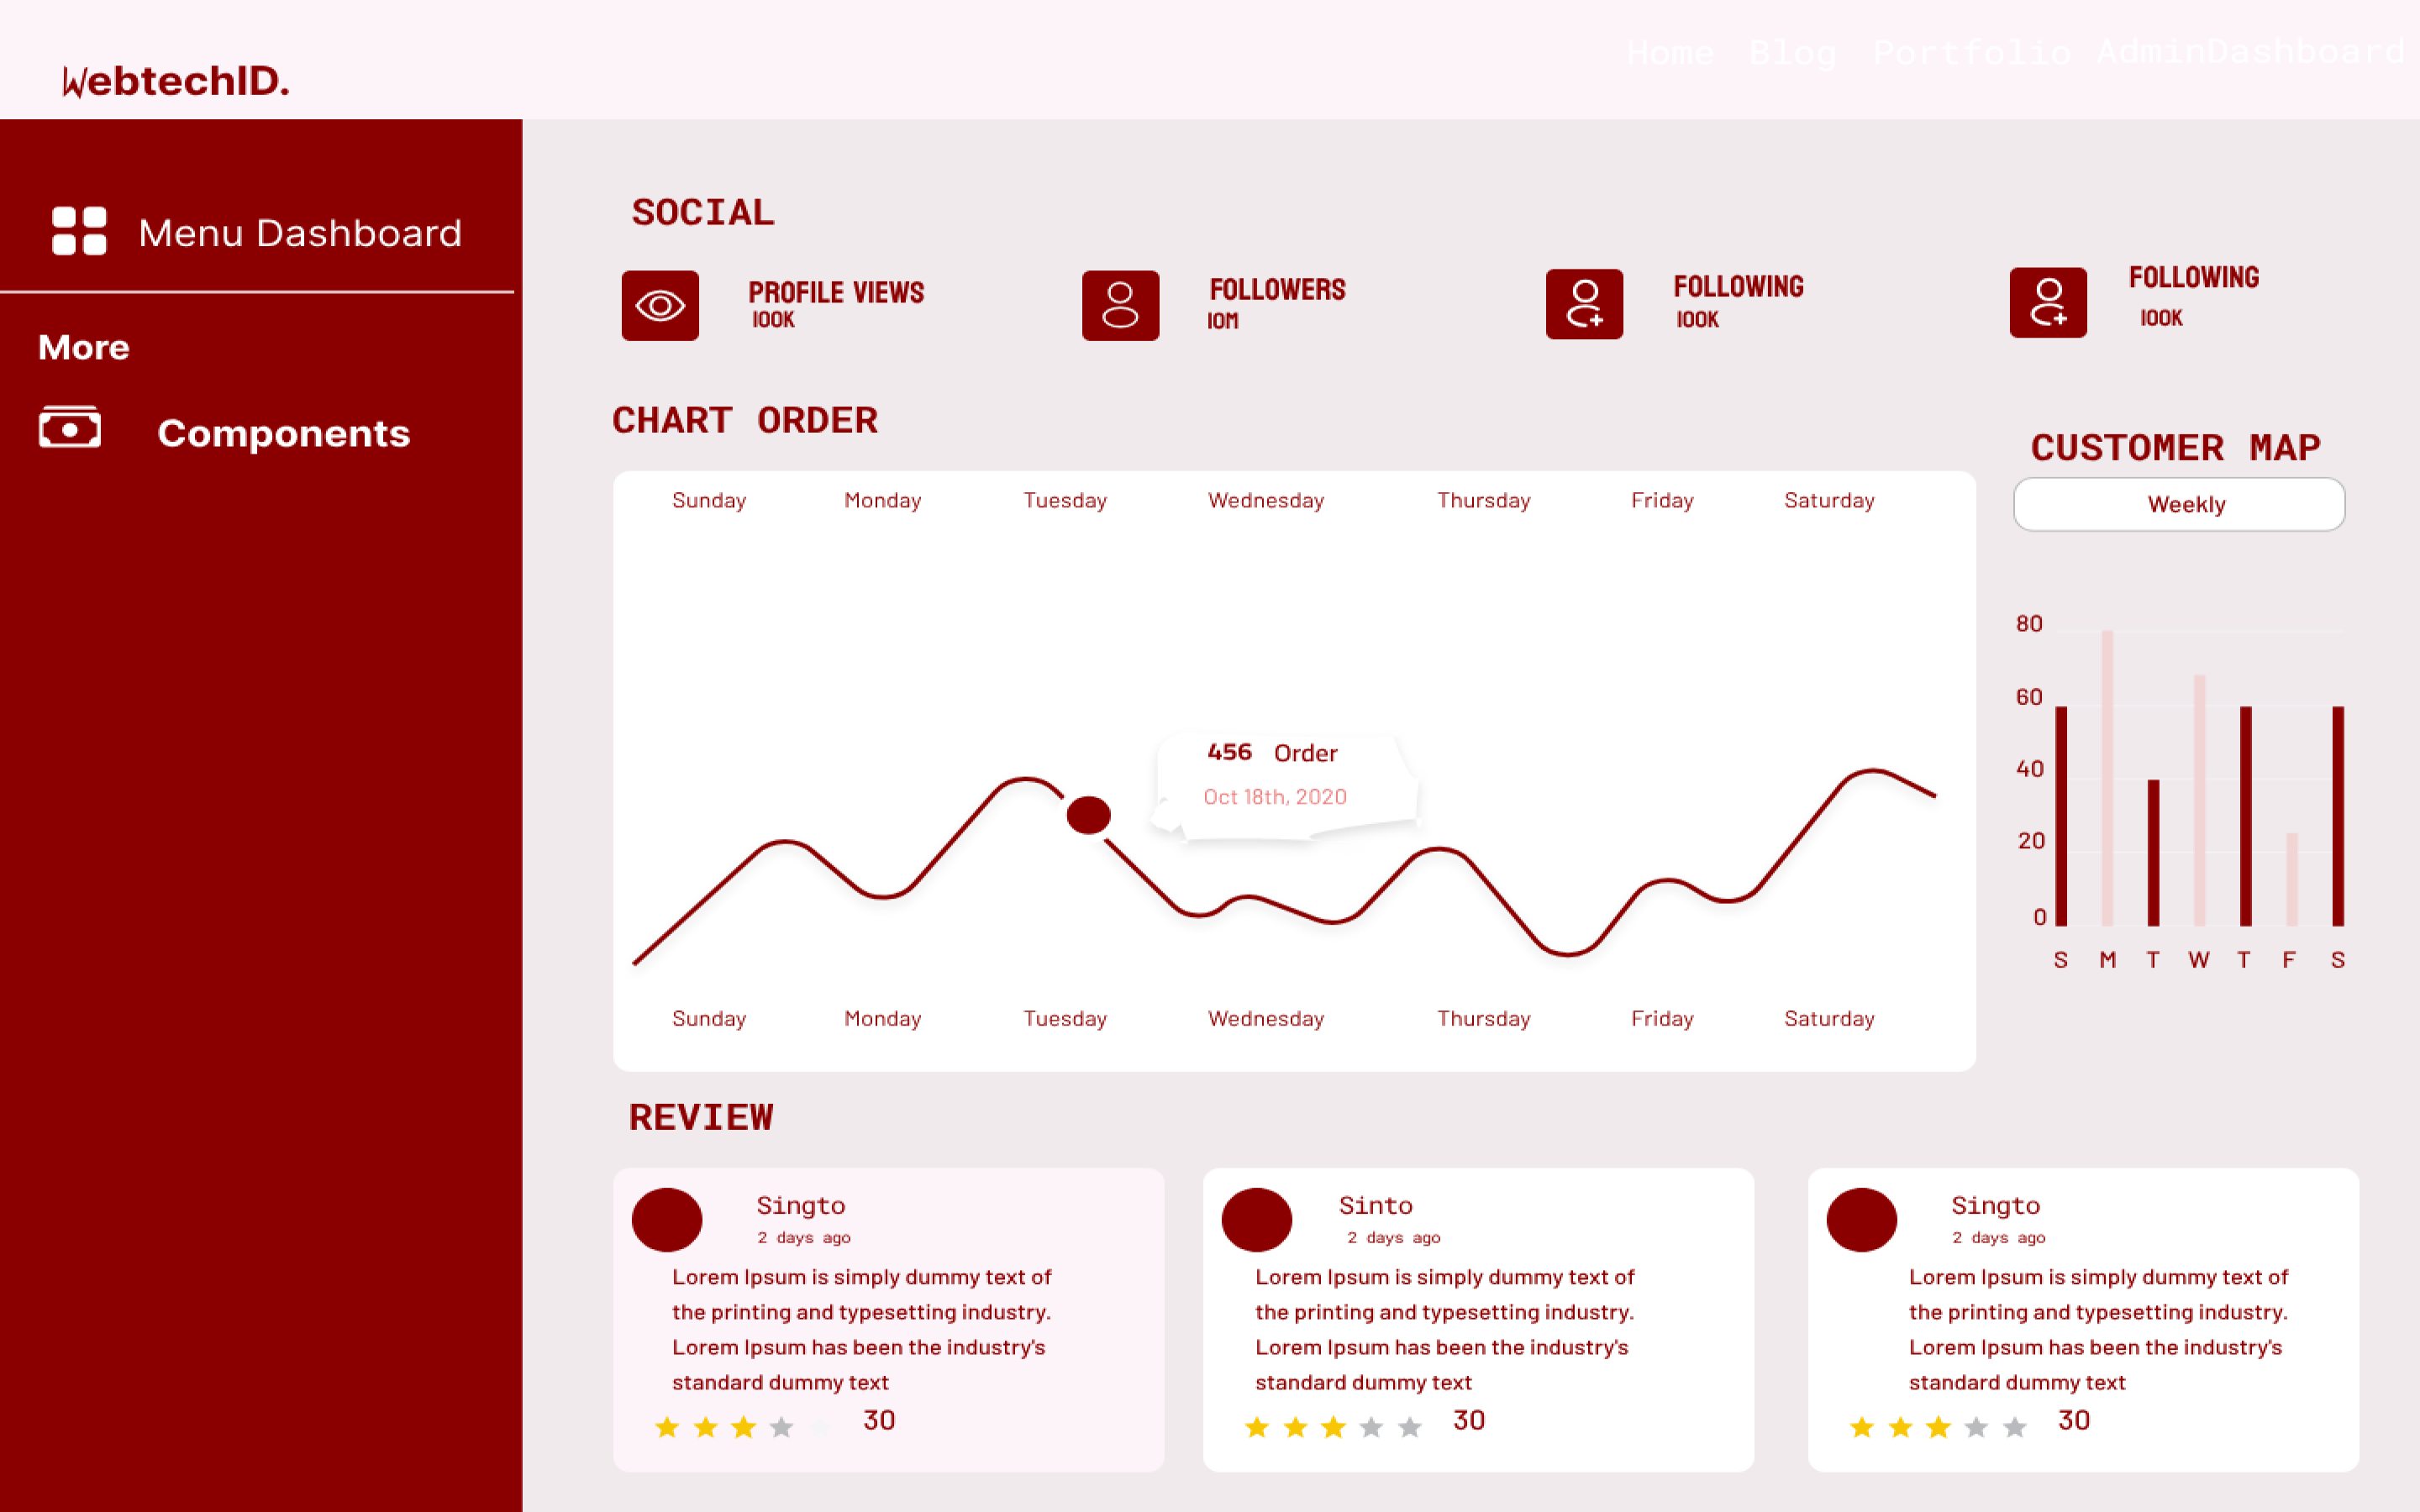 WebtechID.
Home Blog Portfolio AdminDashboard
Menu Dashboard
More
Components
SOCIAL
PROFILE VIEWS
100K
FOLLOWERS
10M
FOLLOWING
100K
FOLLOWING
100K
CHART ORDER
Sunday Monday Tuesday Wednesday Thursday Friday Saturday
456 Order
Oct 18th, 2020
Sunday Monday Tuesday Wednesday Thursday Friday Saturday
CUSTOMER MAP
Weekly
80
60
40
20
0
S M T W T F S
REVIEW
Singto
2 days ago
Lorem Ipsum is simply dummy text of
the printing and typesetting industry.
Lorem Ipsum has been the industry's
standard dummy text
30
Sinto
2 days ago
Lorem Ipsum is simply dummy text of
the printing and typesetting industry.
Lorem Ipsum has been the industry's
standard dummy text
30
Singto
2 days ago
Lorem Ipsum is simply dummy text of
the printing and typesetting industry.
Lorem Ipsum has been the industry's
standard dummy text
30